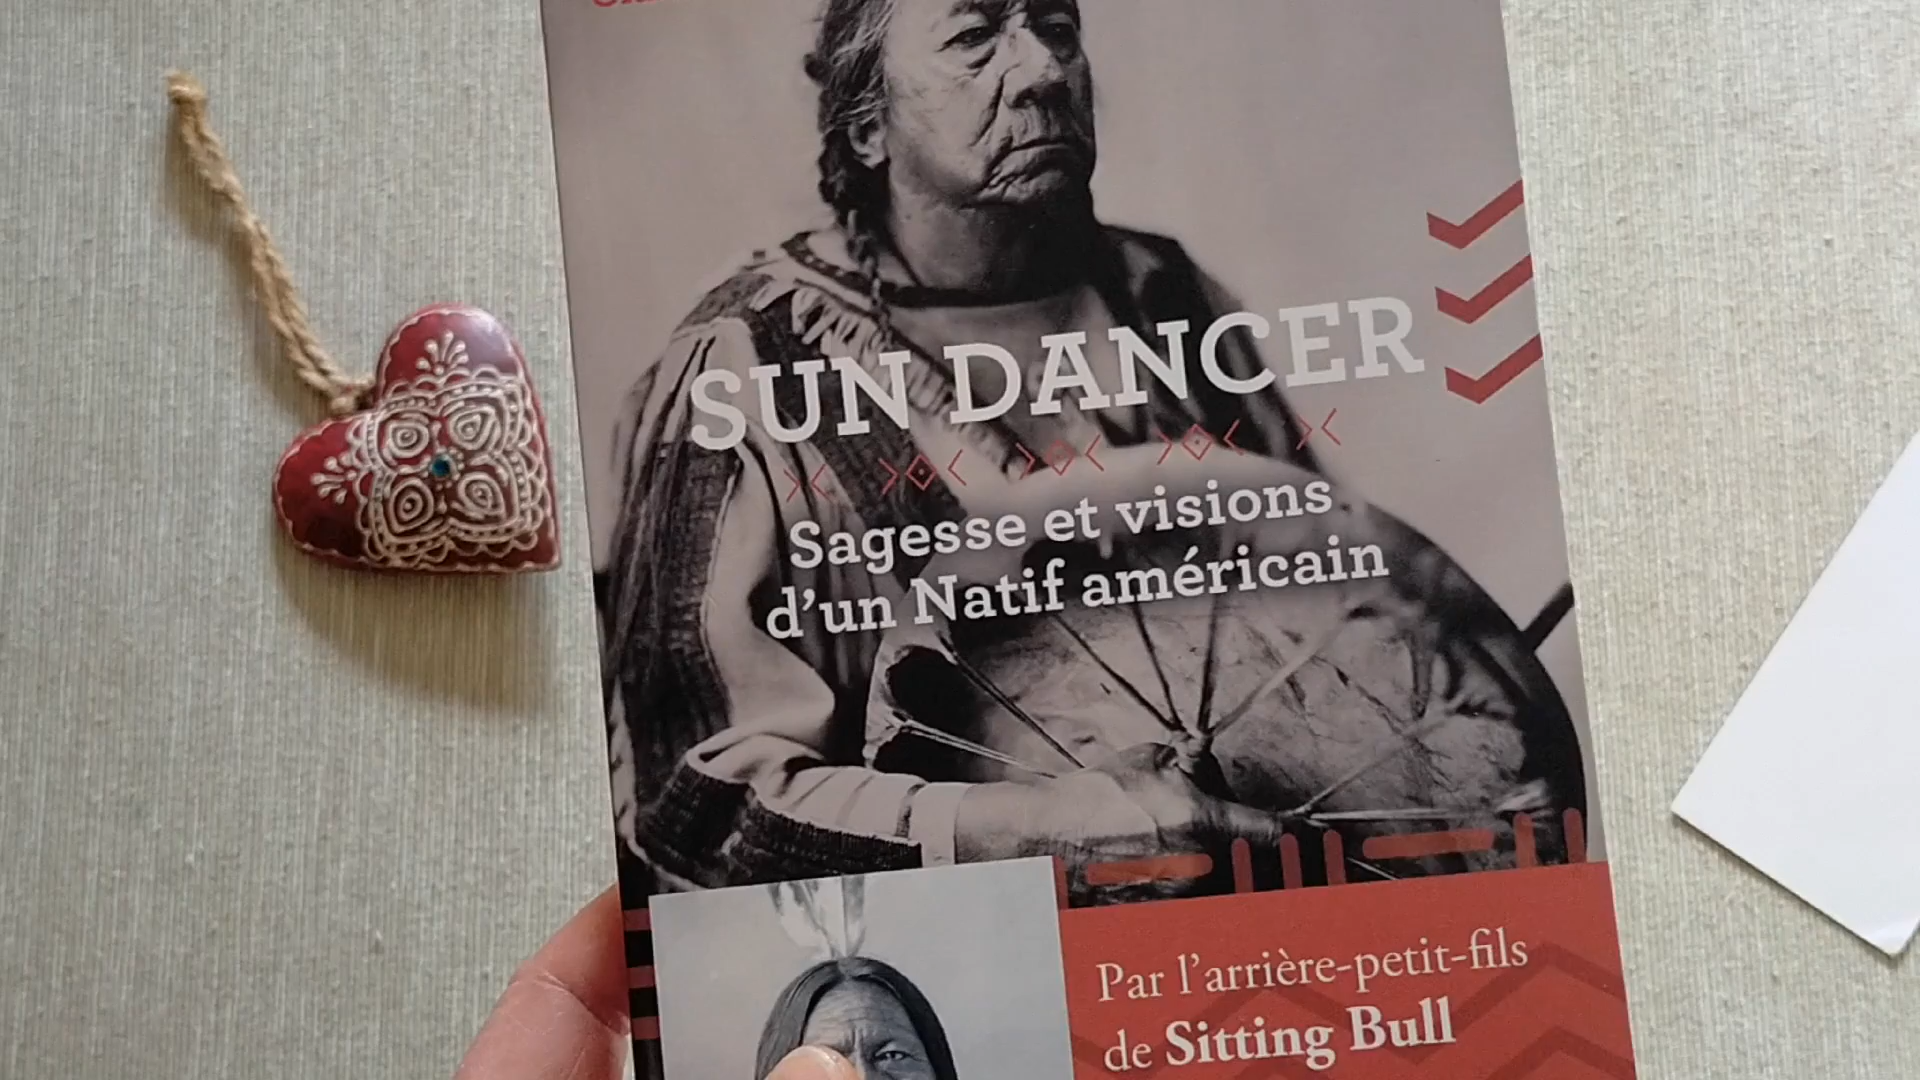 SUN DANCER
Sagesse et visions
d’un Natif américain
Par l’arrière-petit-fils
de Sitting Bull